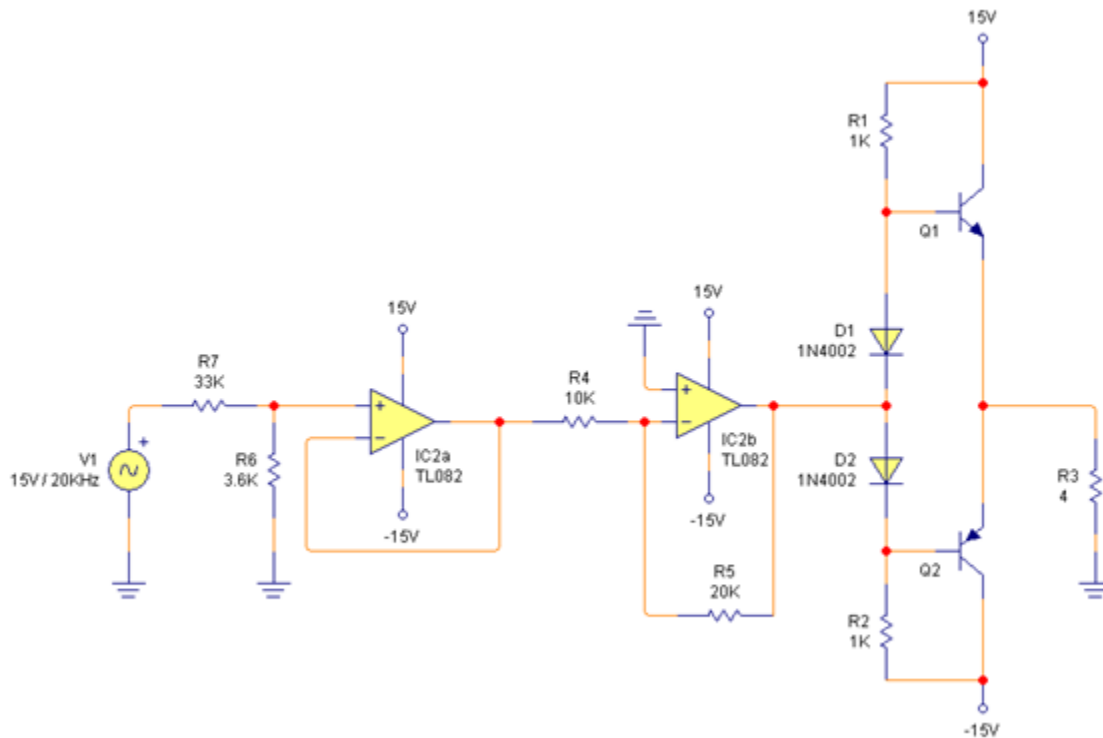 15V
R1
1K
Q1
15V
15V
D1
1N4002
R7
33K
R4
10K
+
-
+
-
IC2a
TL082
IC2b
TL082
+
V1
15V / 20KHz
R6
3.6K
D2
1N4002
R3
4
-15V
-15V
Q2
R5
20K
R2
1K
-15V